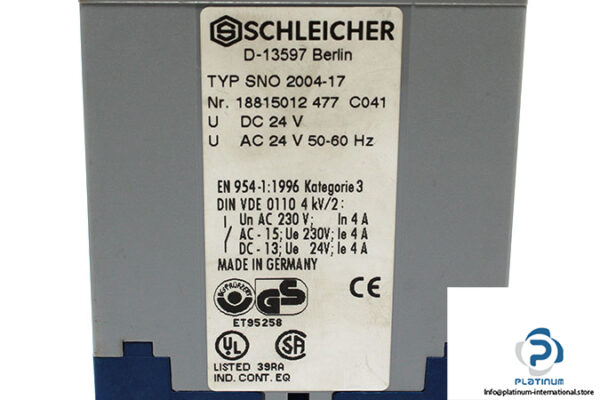 S SCHLEICHER
D-13597 Berlin
TYP SNO 2004-17
Nr. 18815012 477 C041
U DC 24 V
U AC 24 V 50-60 Hz
EN 954-1:1996 Kategorie 3
DIN VDE 0110 4 kV/2:
Un AC 230 V; In 4 A
AC - 15; Ue 230V; Ie 4 A
DC - 13; Ue 24V; Ie 4 A
MADE IN GERMANY
BG-PRÜFZERT
GS
CE
ET95258
UL
SA
LISTED 39RA
IND. CONT. EQ
PLATINUM
Info@platinum-international.store